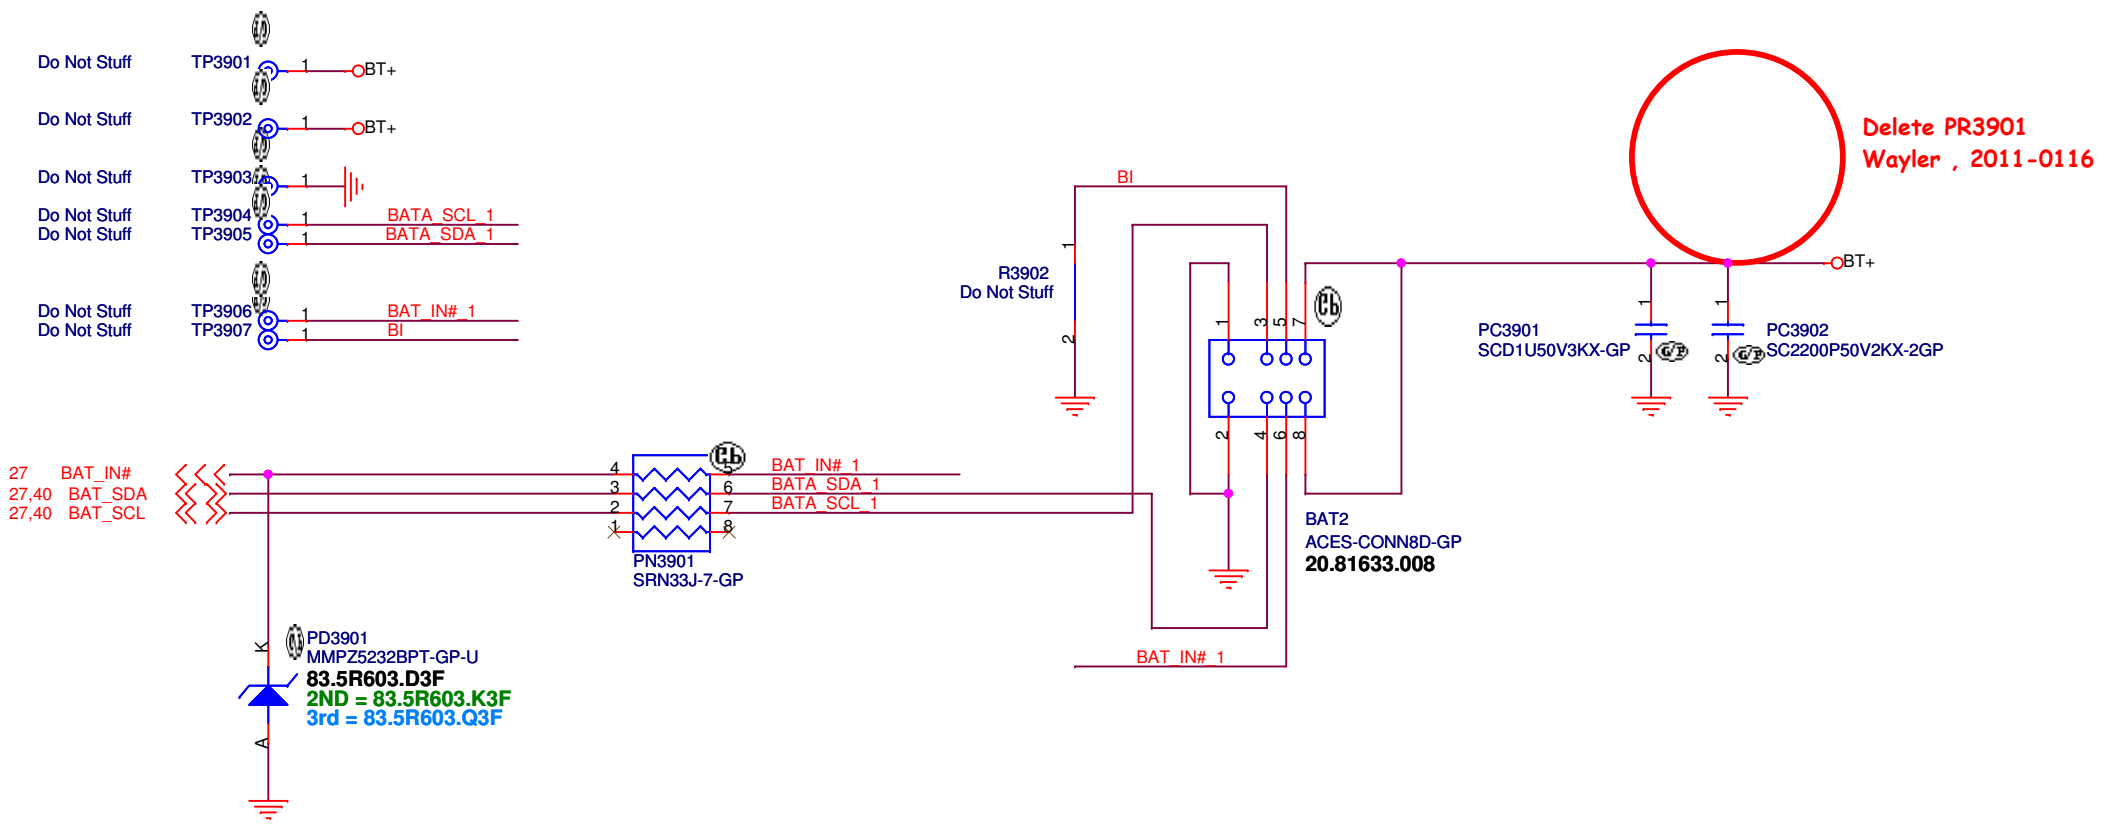 Do Not Stuff TP3901 1 BT+
Do Not Stuff TP3902 1 BT+
Do Not Stuff TP3903 1
Do Not Stuff TP3904 1 BATA_SCL_1
Do Not Stuff TP3905 1 BATA_SDA_1
Do Not Stuff TP3906 1 BAT_IN#_1
Do Not Stuff TP3907 1 BI
Delete PR3901
Wayler , 2011-0116
BI
1
R3902
Do Not Stuff
2
1 3 5 7
2 4 6 8
BT+
1
PC3901
SCD1U50V3KX-GP
2
G/P
1
PC3902
SC2200P50V2KX-2GP
2
G/P
27 BAT_IN#
27,40 BAT_SDA
27,40 BAT_SCL
4 5 BAT_IN#_1
3 6 BATA_SDA_1
2 7 BATA_SCL_1
1 8
PN3901
SRN33J-7-GP
BAT2
ACES-CONN8D-GP
20.81633.008
BAT_IN#_1
K
PD3901
MMPZ5232BPT-GP-U
83.5R603.D3F
2ND = 83.5R603.K3F
3rd = 83.5R603.Q3F
A